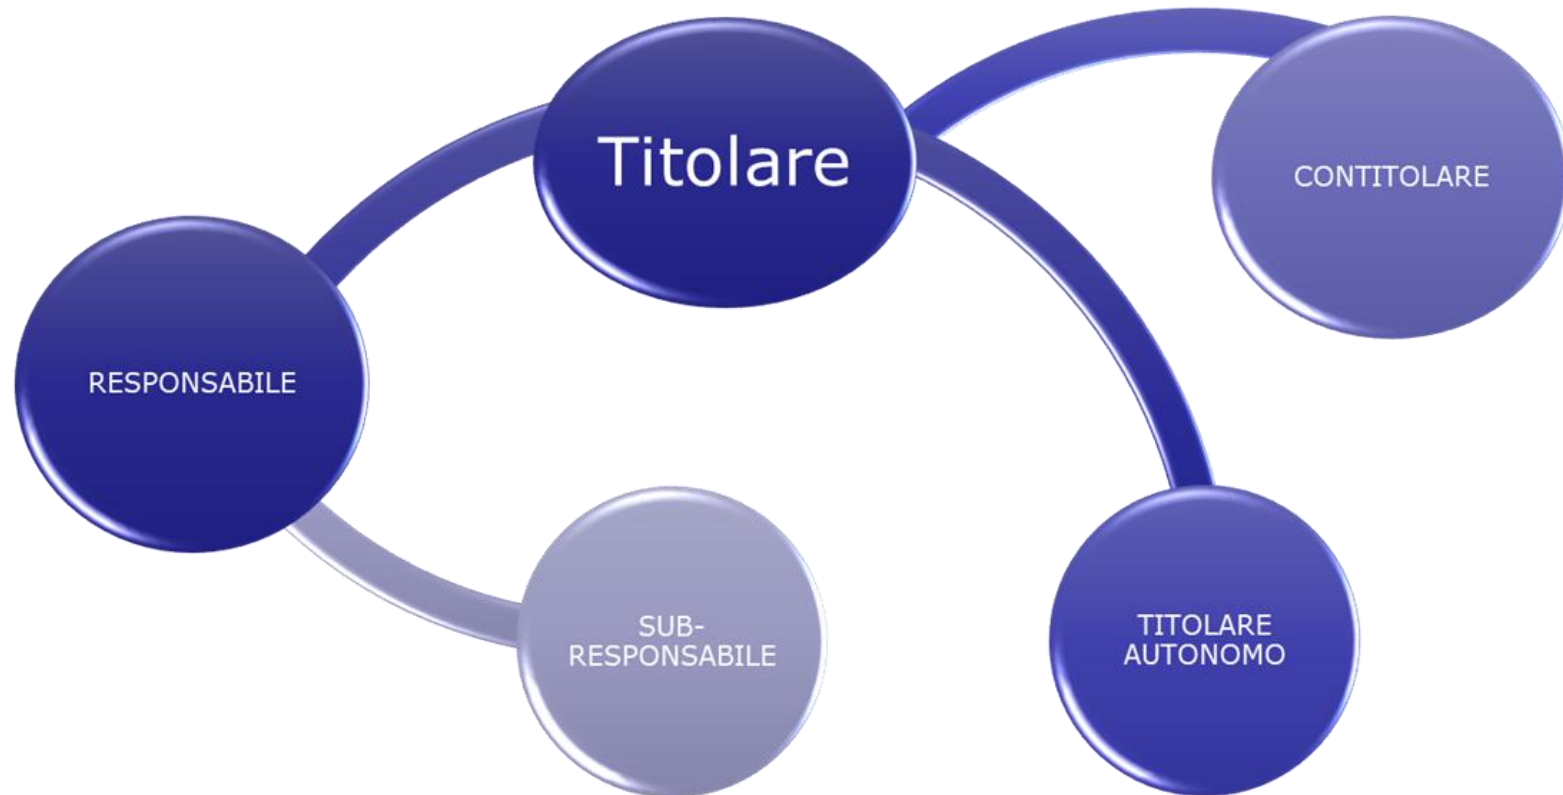 Titolare
CONTITOLARE
RESPONSABILE
SUB-
RESPONSABILE
TITOLARE
AUTONOMO